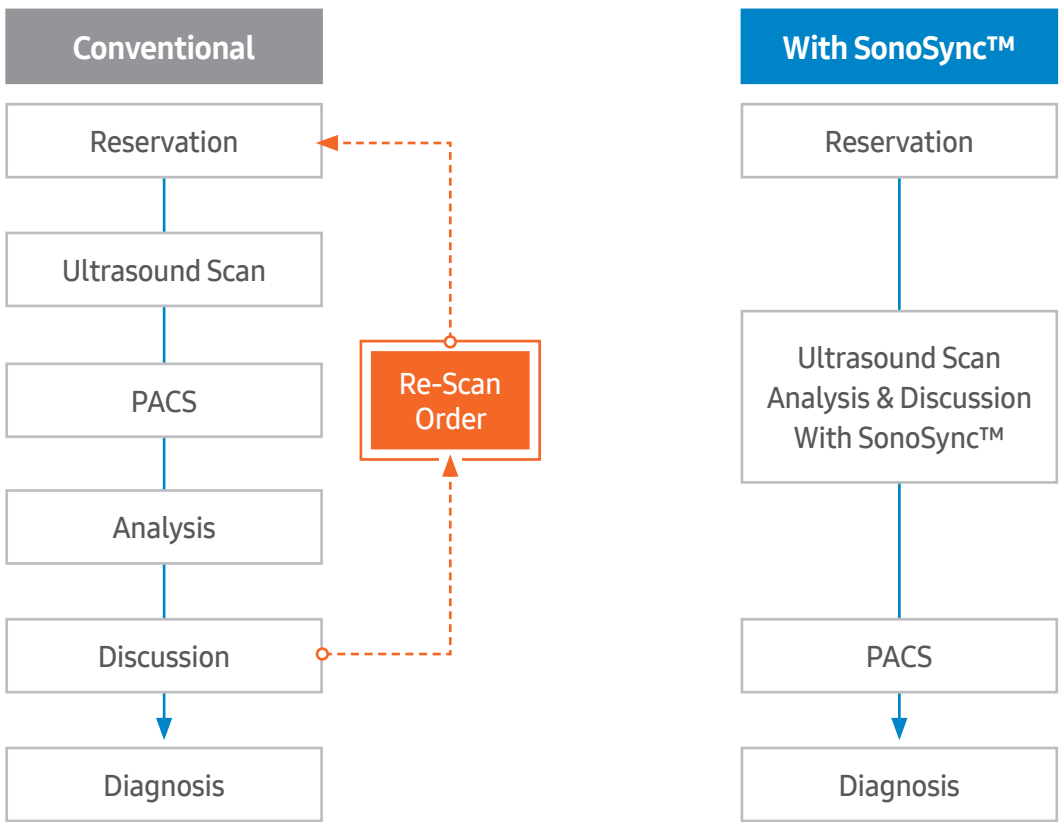 Conventional
Reservation
Ultrasound Scan
PACS
Analysis
Discussion
Diagnosis
Re-Scan
Order
With SonoSync™
Reservation
Ultrasound Scan
Analysis & Discussion
With SonoSync™
PACS
Diagnosis